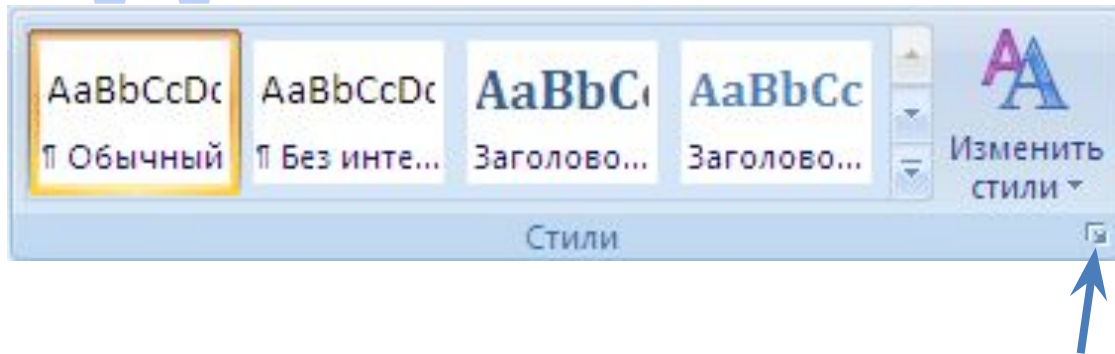 AaBbCcDc AaBbCcDc AaBbC AaBbCc
¶ Обычный ¶ Без инте... Заголово... Заголово...
Изменить
стили
Стили